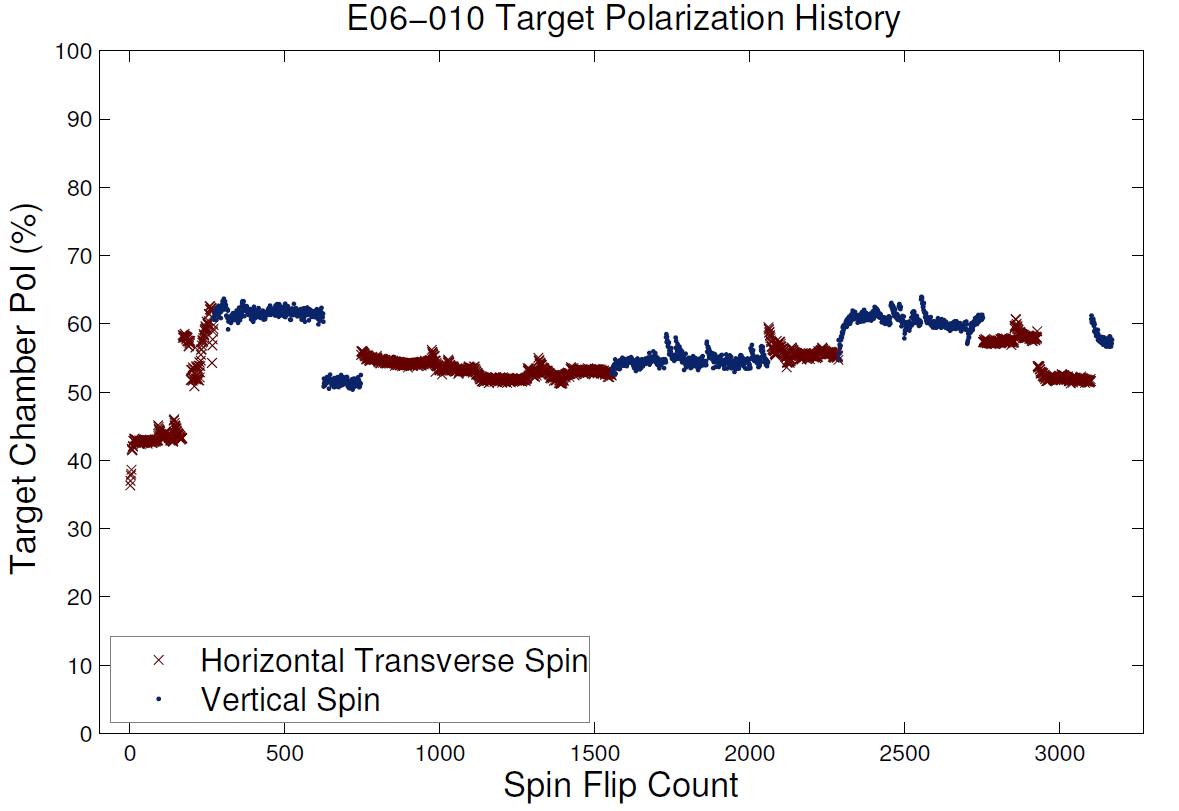 E06−010 Target Polarization History
100
90
80
70
60
50
40
30
20
10
0
Target Chamber Pol (%)
Horizontal Transverse Spin
Vertical Spin
0 500 1000 1500 2000 2500 3000
Spin Flip Count